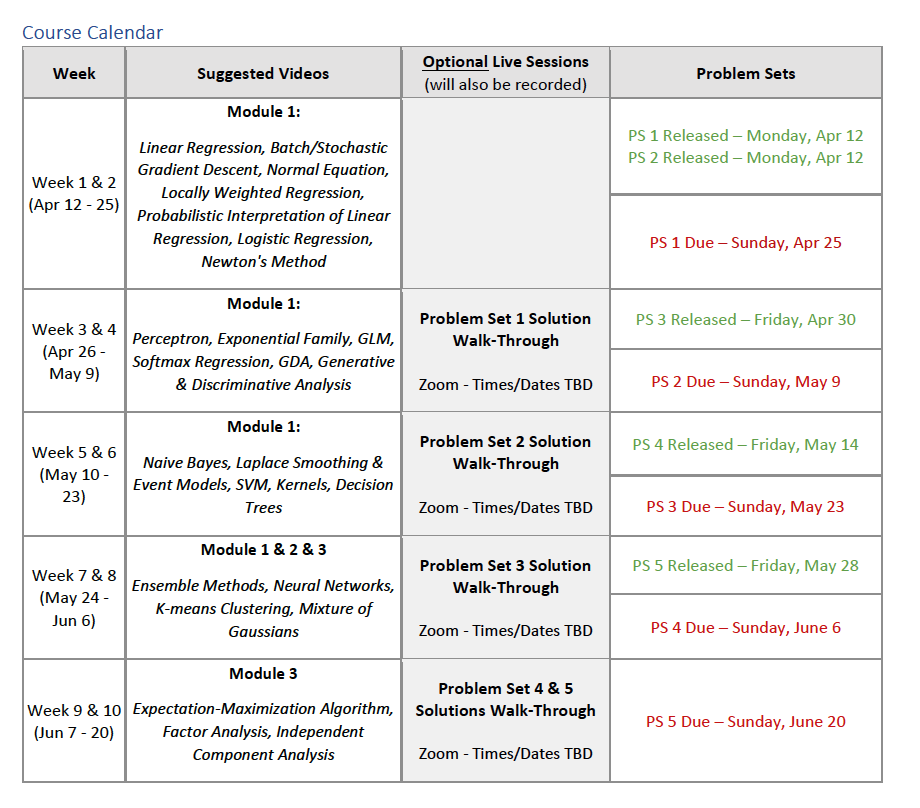 Course Calendar
Week
Suggested Videos
Optional Live Sessions
(will also be recorded)
Problem Sets
Week 1 & 2
(Apr 12 - 25)
Module 1:
Linear Regression, Batch/Stochastic
Gradient Descent, Normal Equation,
Locally Weighted Regression,
Probabilistic Interpretation of Linear
Regression, Logistic Regression,
Newton's Method
PS 1 Released – Monday, Apr 12
PS 2 Released – Monday, Apr 12
PS 1 Due – Sunday, Apr 25
Week 3 & 4
(Apr 26 -
May 9)
Module 1:
Perceptron, Exponential Family, GLM,
Softmax Regression, GDA, Generative
& Discriminative Analysis
Problem Set 1 Solution
Walk-Through
Zoom - Times/Dates TBD
PS 3 Released – Friday, Apr 30
PS 2 Due – Sunday, May 9
Week 5 & 6
(May 10 -
23)
Module 1:
Naive Bayes, Laplace Smoothing &
Event Models, SVM, Kernels, Decision
Trees
Problem Set 2 Solution
Walk-Through
Zoom - Times/Dates TBD
PS 4 Released – Friday, May 14
PS 3 Due – Sunday, May 23
Week 7 & 8
(May 24 -
Jun 6)
Module 1 & 2 & 3
Ensemble Methods, Neural Networks,
K-means Clustering, Mixture of
Gaussians
Problem Set 3 Solution
Walk-Through
Zoom - Times/Dates TBD
PS 5 Released – Friday, May 28
PS 4 Due – Sunday, June 6
Week 9 & 10
(Jun 7 - 20)
Module 3
Expectation-Maximization Algorithm,
Factor Analysis, Independent
Component Analysis
Problem Set 4 & 5
Solutions Walk-Through
Zoom - Times/Dates TBD
PS 5 Due – Sunday, June 20